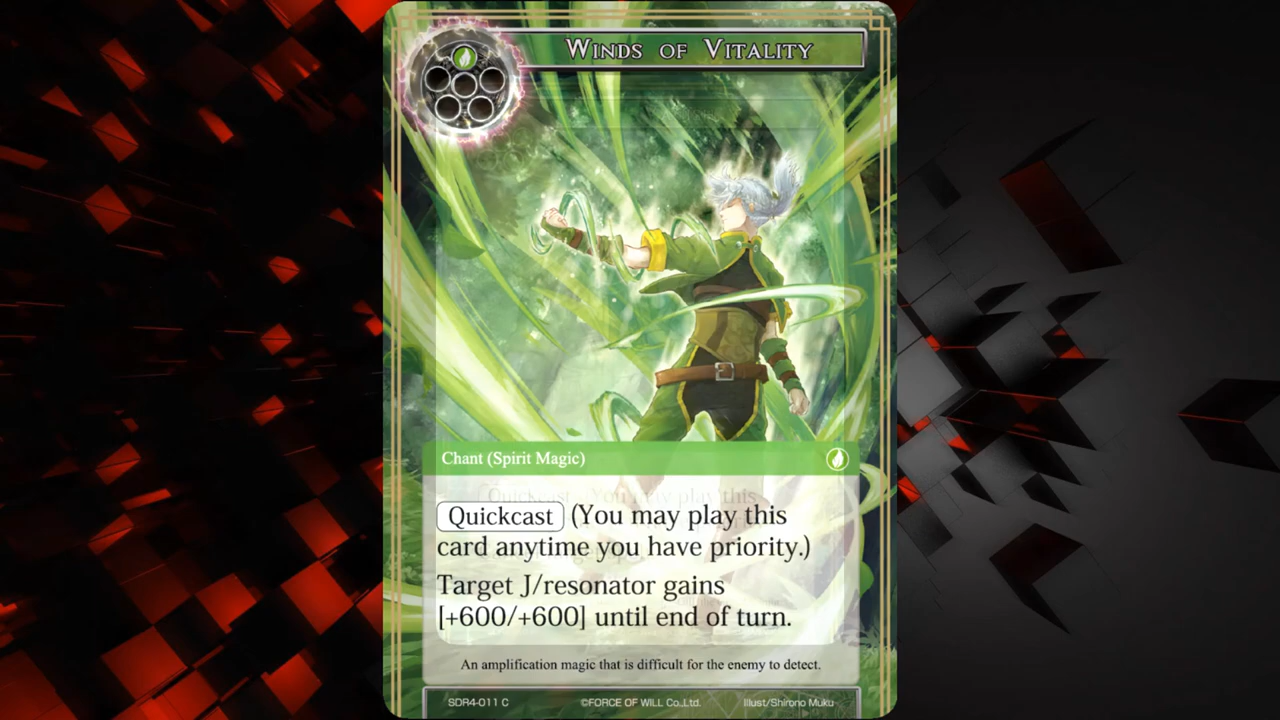 WINDS OF VITALITY
Chant (Spirit Magic)
Quickcast (You may play this
card anytime you have priority.)
Target J/resonator gains
[+600/+600] until end of turn.
An amplification magic that is difficult for the enemy to detect.
SDR4-011 C ©FORCE OF WILL Co.,Ltd. Illust/Shirono Muku